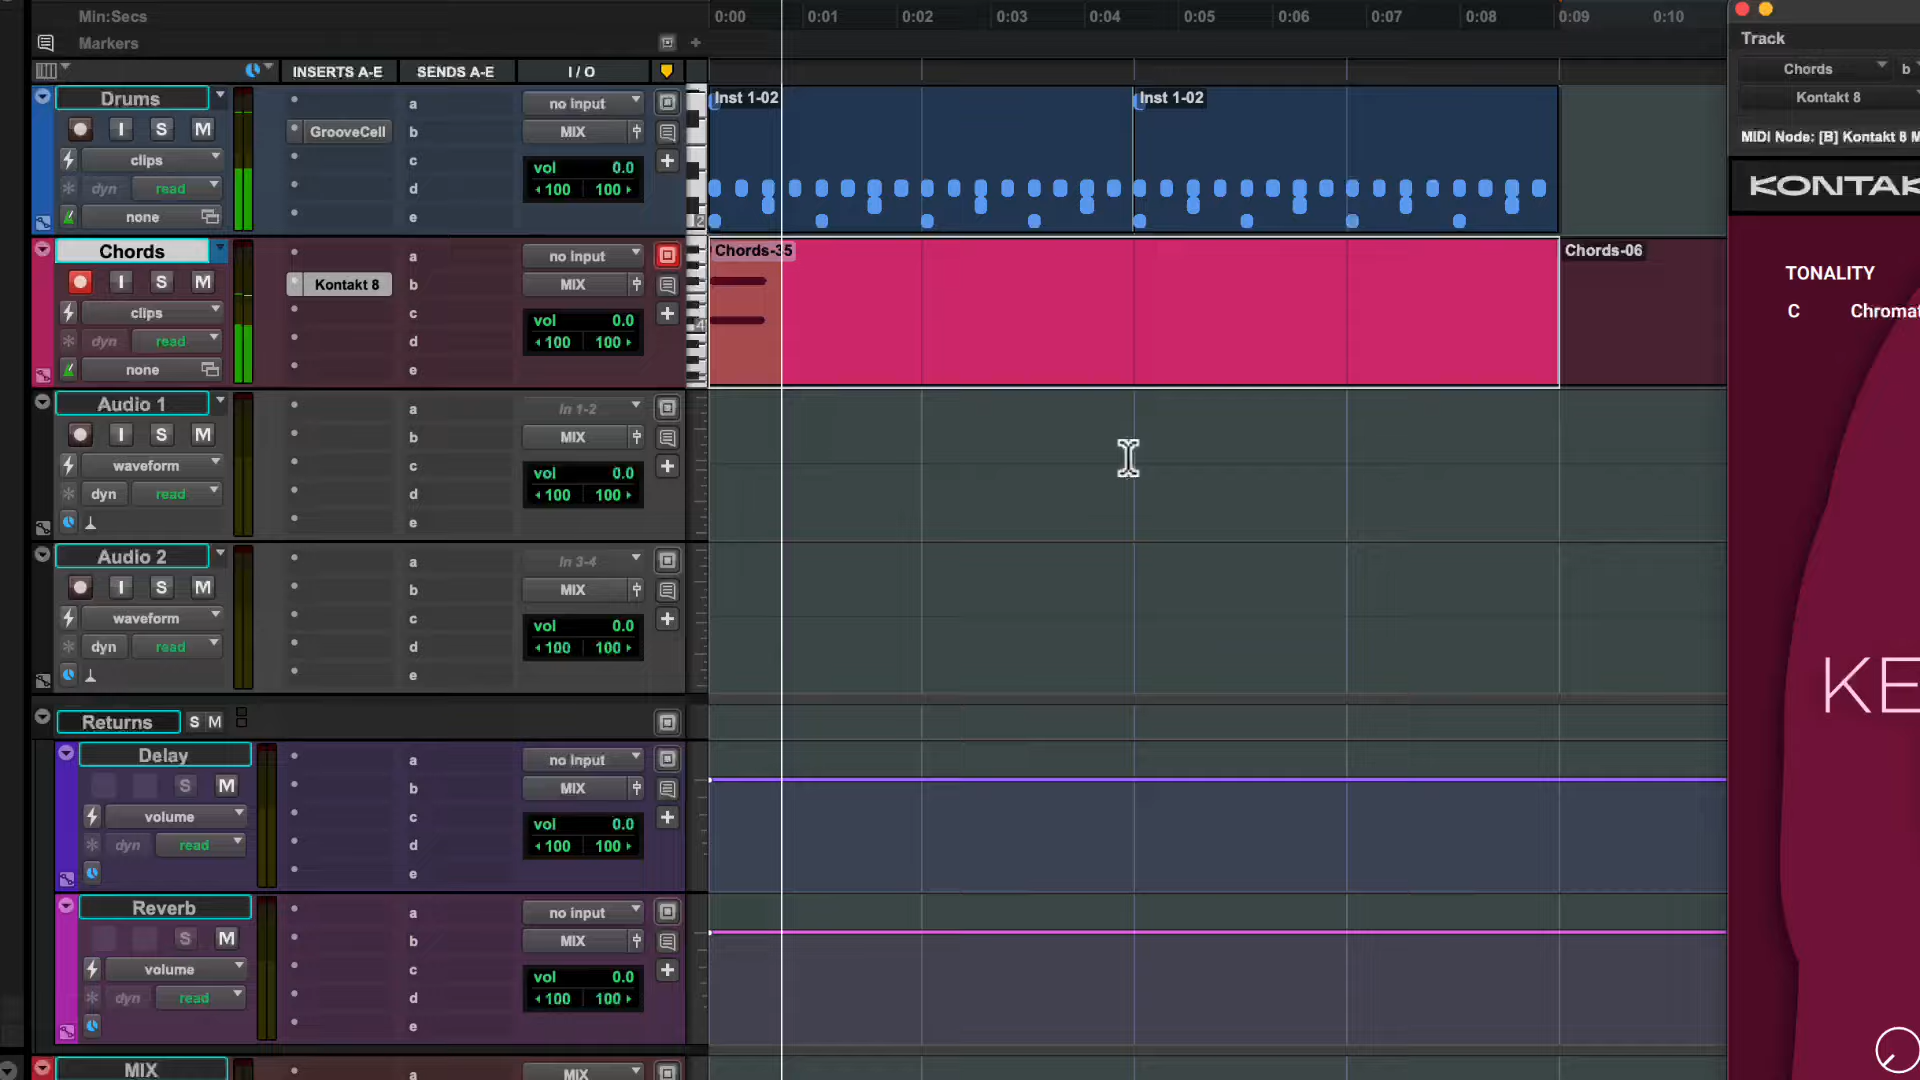 Min:Secs
0:00 0:01 0:02 0:03 0:04 0:05 0:06 0:07 0:08 0:09 0:10
Markers
Track
INSERTS A-E SENDS A-E I / O
Chords b
Kontakt 8
MIDI Node: [B] Kontakt 8 M
KONTAK
TONALITY
C Chromat
KE
Drums
I S M
clips
dyn read
none
GrooveCell
a
b
c
d
e
no input
MIX
vol 0.0
100 100
Inst 1-02
Inst 1-02
2
Chords
I S M
clips
dyn read
none
Kontakt 8
a
b
c
d
e
no input
MIX
vol 0.0
100 100
4
Chords-35
Chords-06
Audio 1
I S M
waveform
dyn read
a
b
c
d
e
In 1-2
MIX
vol 0.0
100 100
Audio 2
I S M
waveform
dyn read
a
b
c
d
e
In 3-4
MIX
vol 0.0
100 100
Returns S M
Delay
S M
volume
dyn read
a
b
c
d
e
no input
MIX
vol 0.0
100 100
Reverb
S M
volume
dyn read
a
b
c
d
e
no input
MIX
vol 0.0
100 100
MIX
a
MIX